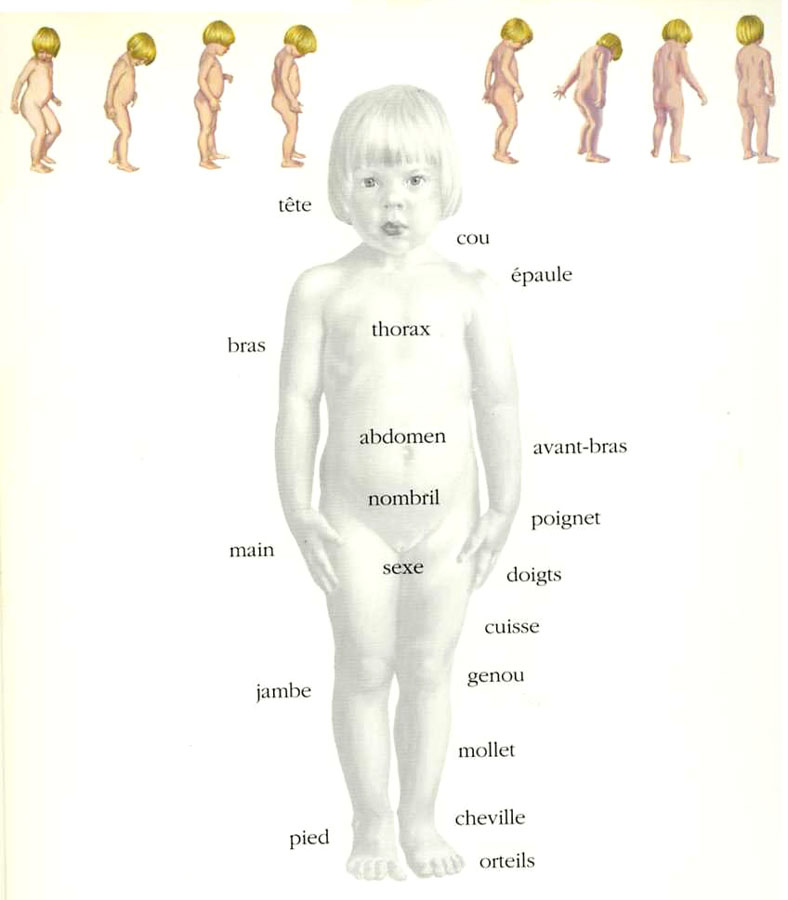 tête
cou
épaule
thorax
bras
abdomen
avant-bras
nombril
poignet
main
sexe
doigts
cuisse
genou
jambe
mollet
cheville
pied
orteils